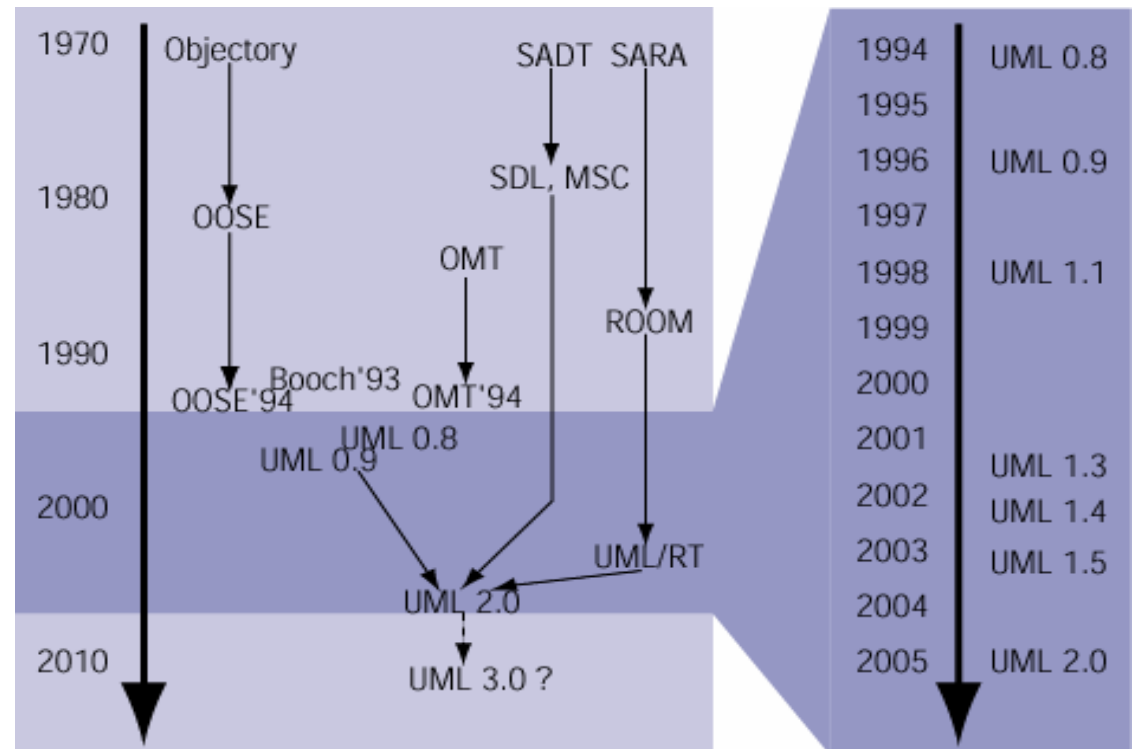 1970
Objectory
SADT SARA
SDL, MSC
1980
OOSE
OMT
ROOM
1990
Booch'93
OOSE'94
OMT'94
UML 0.8
UML 0.9
2000
UML/RT
UML 2.0
2010
UML 3.0 ?
1994 UML 0.8
1995
1996 UML 0.9
1997
1998 UML 1.1
1999
2000
2001
UML 1.3
2002
UML 1.4
2003
UML 1.5
2004
2005 UML 2.0